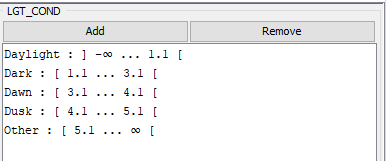 LGT_COND
Add Remove
Daylight : ] -∞ ... 1.1 [
Dark : [ 1.1 ... 3.1 [
Dawn : [ 3.1 ... 4.1 [
Dusk : [ 4.1 ... 5.1 [
Other : [ 5.1 ... ∞ [